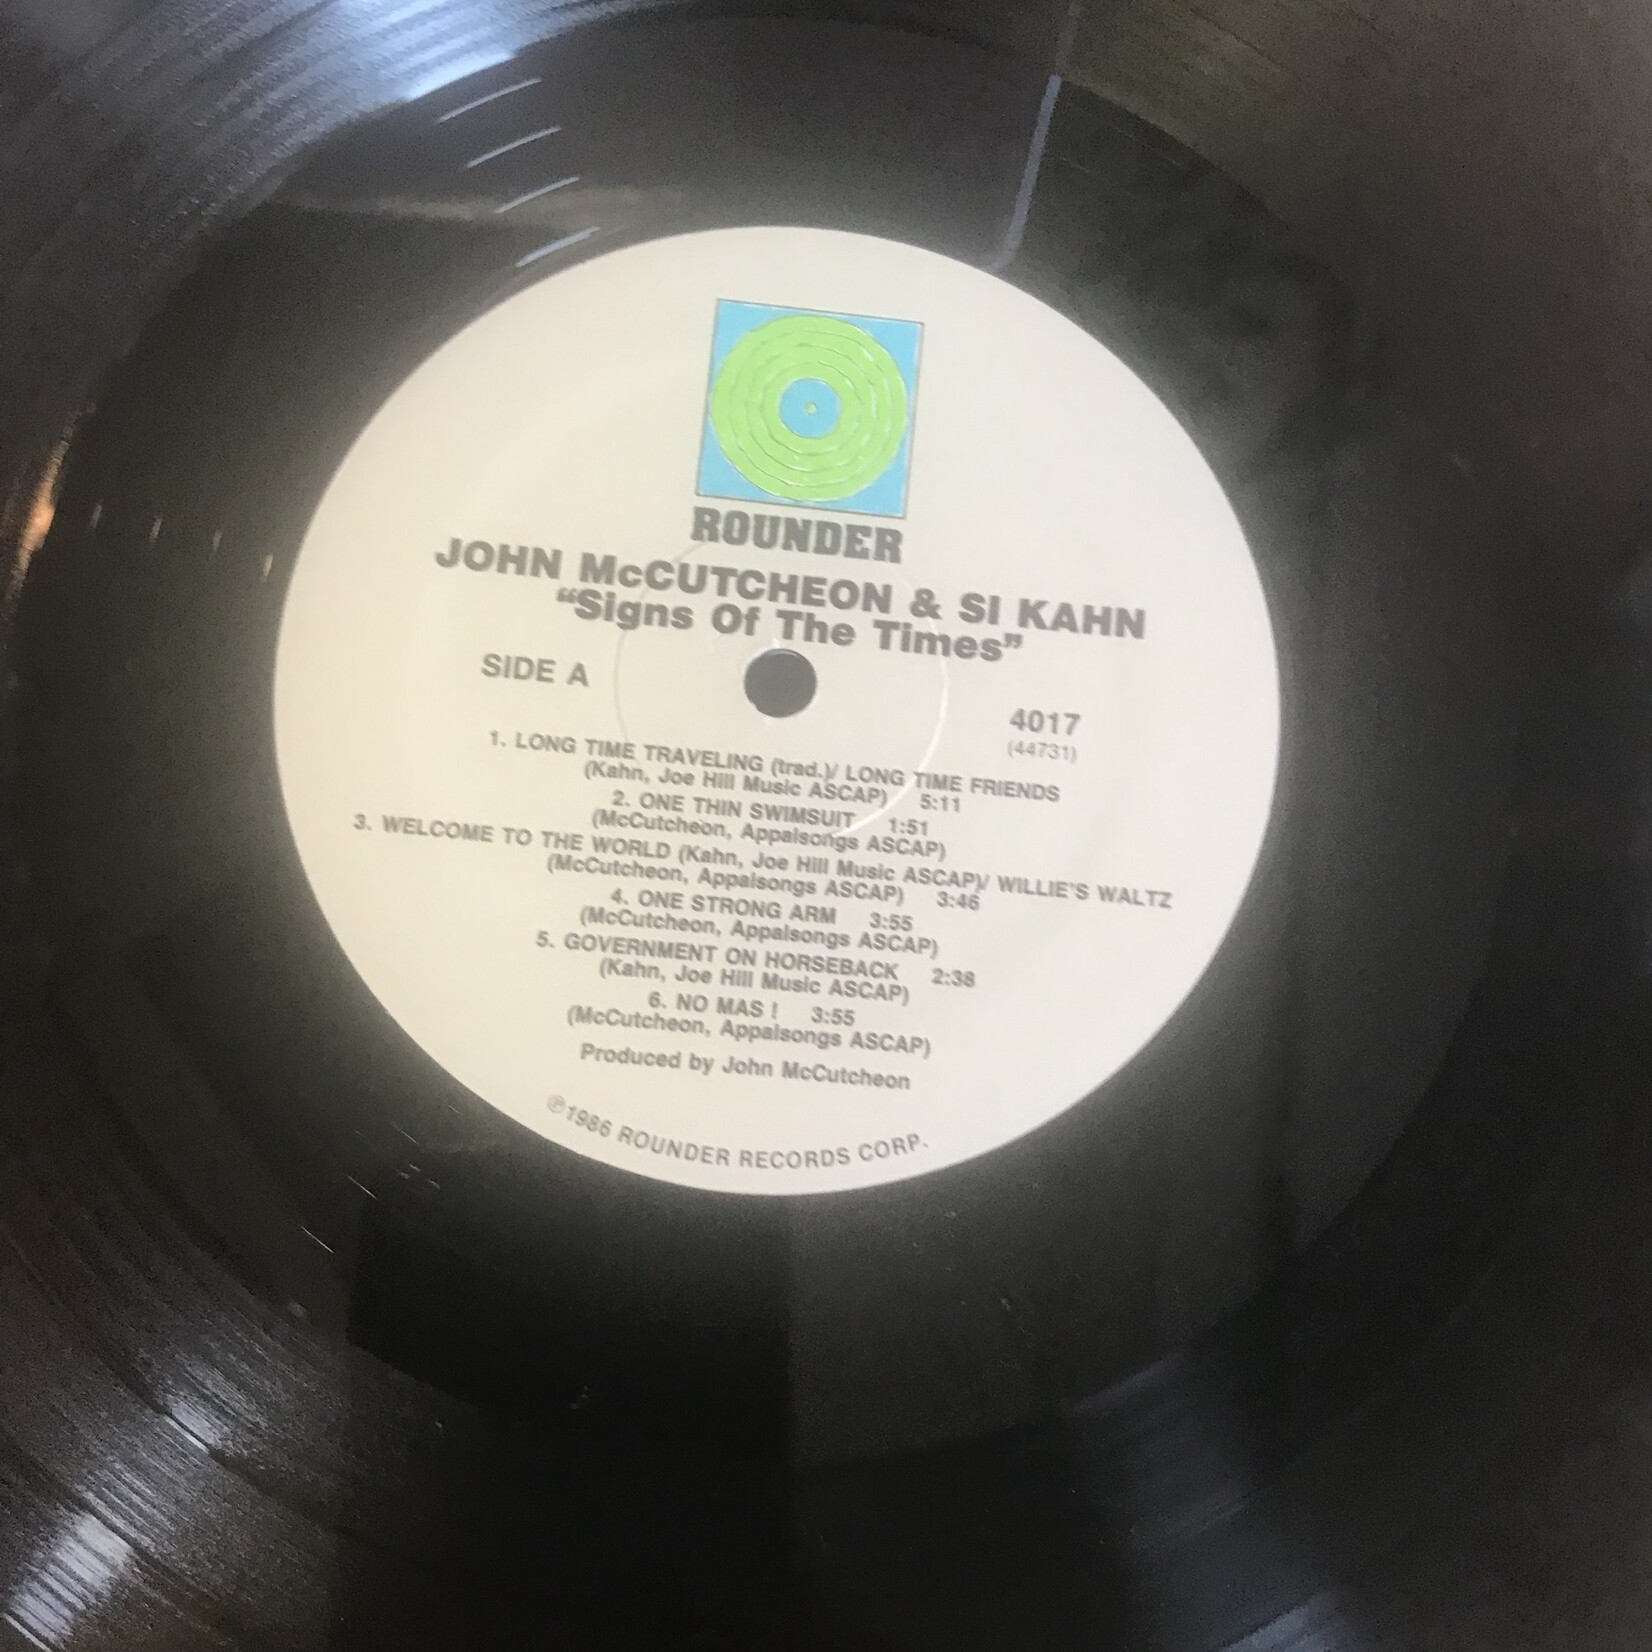 ROUNDER
JOHN McCUTCHEON & SI KAHN
“Signs Of The Times”
SIDE A
4017
(44731)
1. LONG TIME TRAVELING (trad.)/ LONG TIME FRIENDS
(Kahn, Joe Hill Music ASCAP) 5:11
2. ONE THIN SWIMSUIT 1:51
(McCutcheon, Appalsongs ASCAP)
3. WELCOME TO THE WORLD (Kahn, Joe Hill Music ASCAP)/ WILLIE'S WALTZ
(McCutcheon, Appalsongs ASCAP) 3:46
4. ONE STRONG ARM 3:55
(McCutcheon, Appalsongs ASCAP)
5. GOVERNMENT ON HORSEBACK 2:38
(Kahn, Joe Hill Music ASCAP)
6. NO MAS ! 3:55
(McCutcheon, Appalsongs ASCAP)
Produced by John McCutcheon
℗1986 ROUNDER RECORDS CORP.